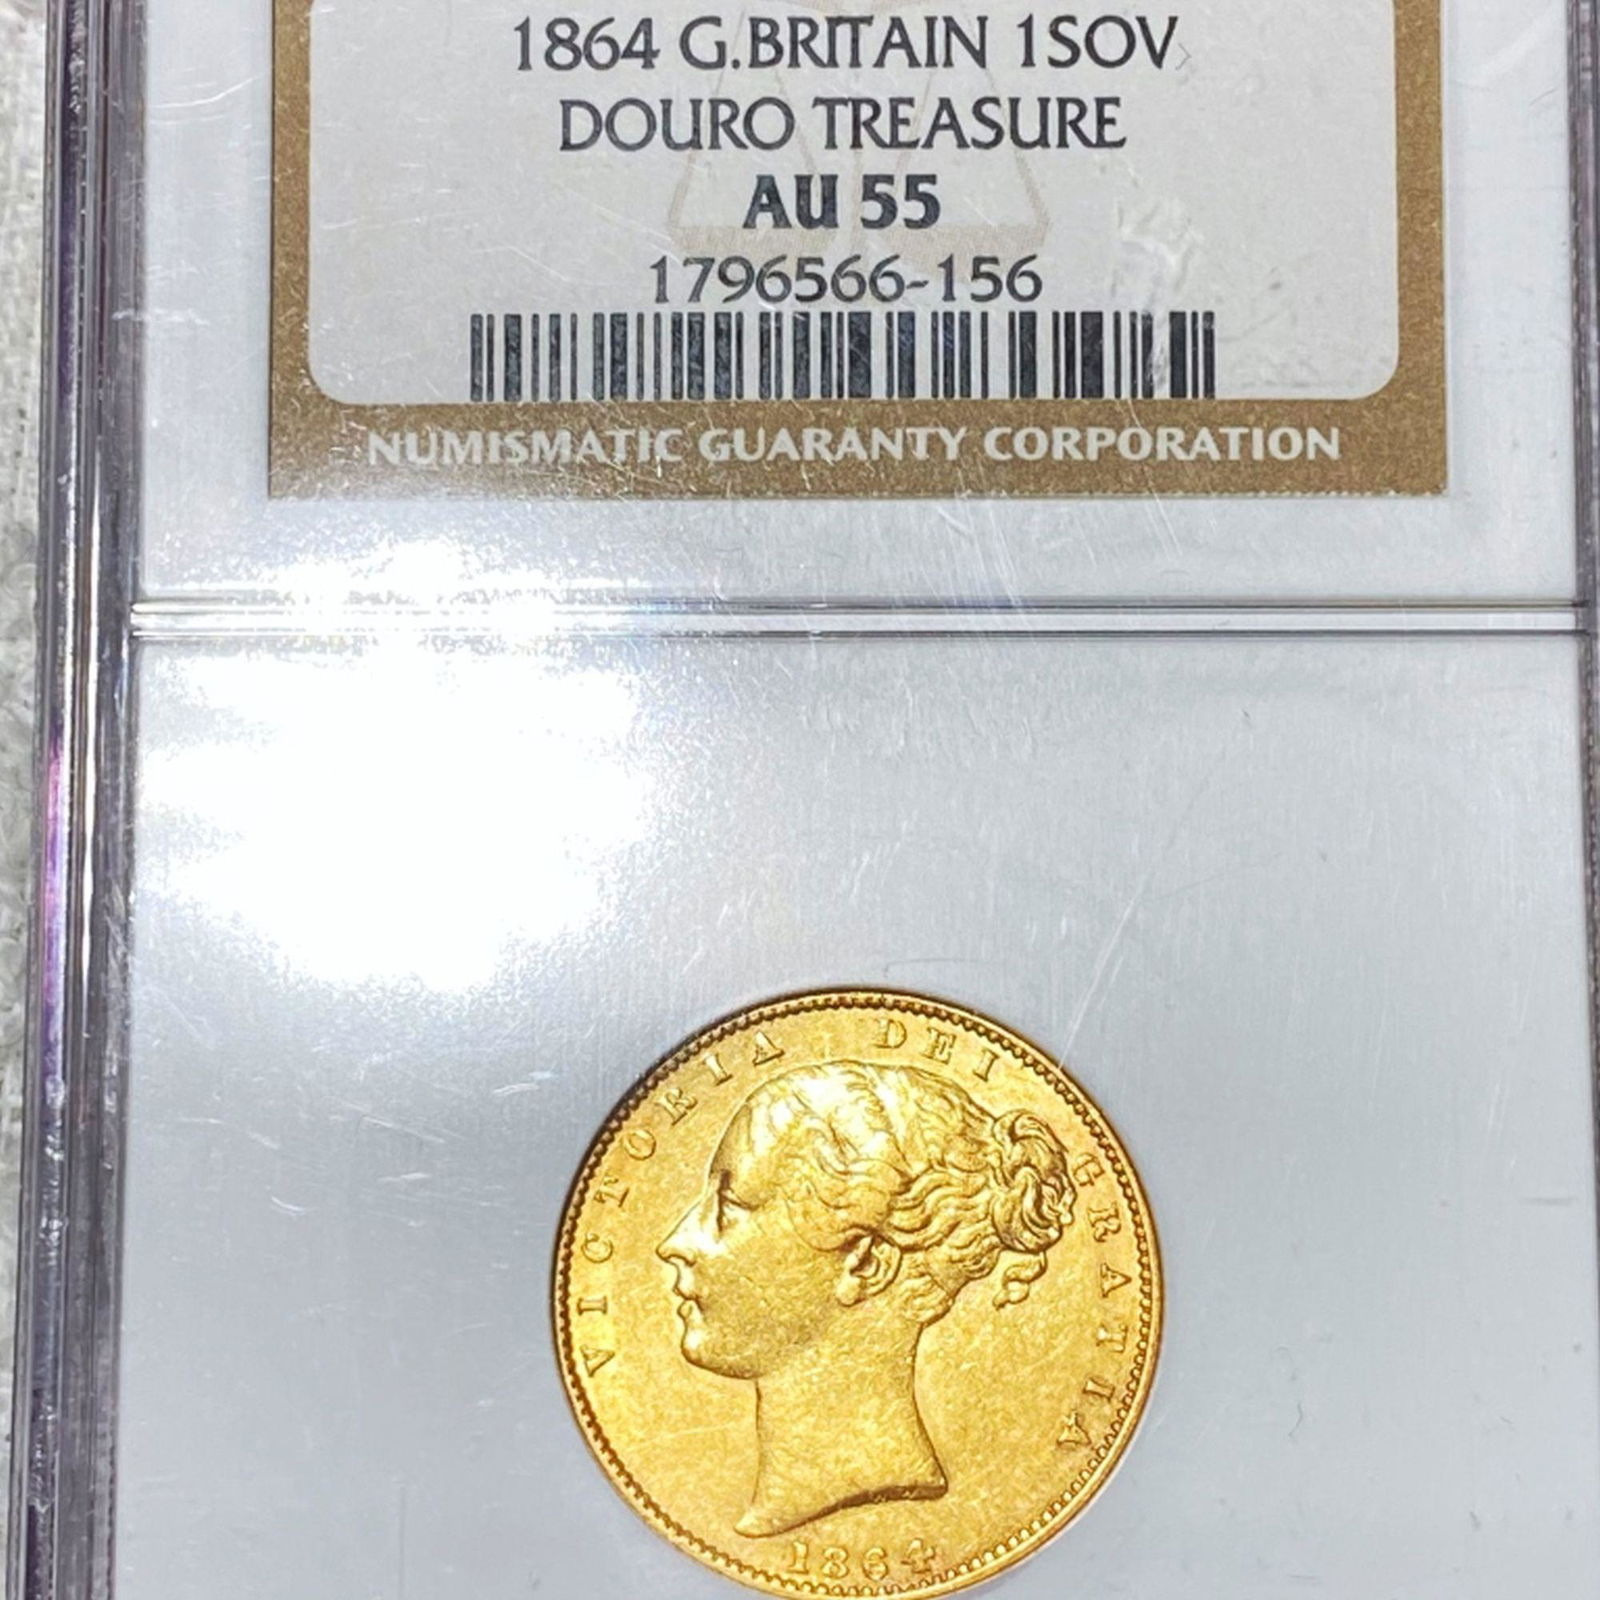 1864 G.BRITAIN 1SOV
DOURO TREASURE
AU 55
1796566-156
NUMISMATIC GUARANTY CORPORATION
VICTORIA DEI GRATIA
1864